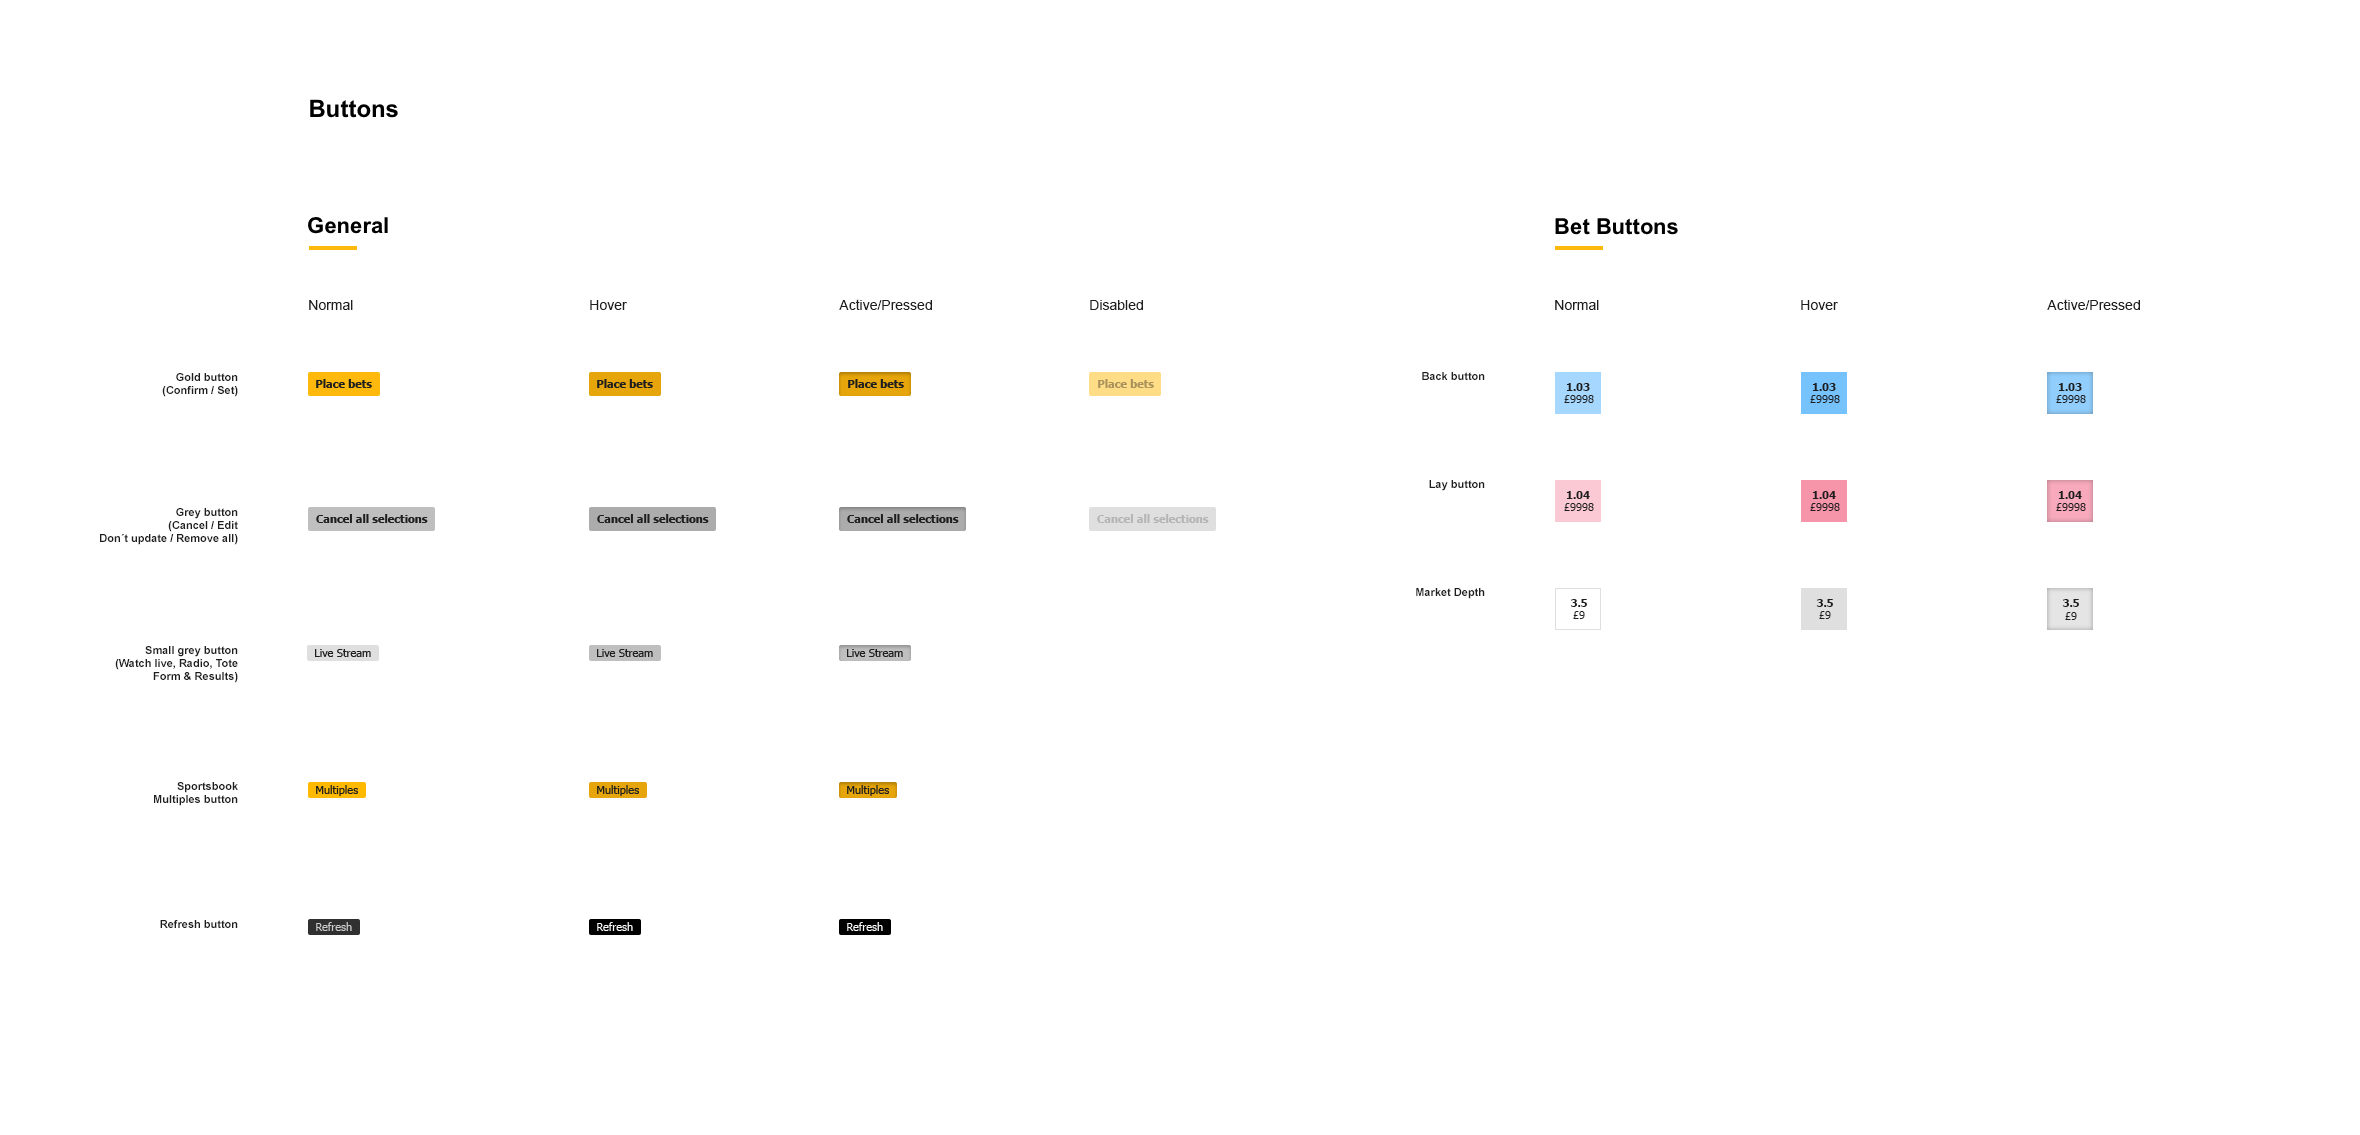 Buttons
General
Normal
Hover
Active/Pressed
Disabled
Gold button
(Confirm / Set)
Place bets
Place bets
Place bets
Place bets
Grey button
(Cancel / Edit
Don´t update / Remove all)
Cancel all selections
Cancel all selections
Cancel all selections
Cancel all selections
Small grey button
(Watch live, Radio, Tote
Form & Results)
Live Stream
Live Stream
Live Stream
Sportsbook
Multiples button
Multiples
Multiples
Multiples
Refresh button
Refresh
Refresh
Refresh
Bet Buttons
Normal
Hover
Active/Pressed
Back button
1.03
£9998
1.03
£9998
1.03
£9998
Lay button
1.04
£9998
1.04
£9998
1.04
£9998
Market Depth
3.5
£9
3.5
£9
3.5
£9